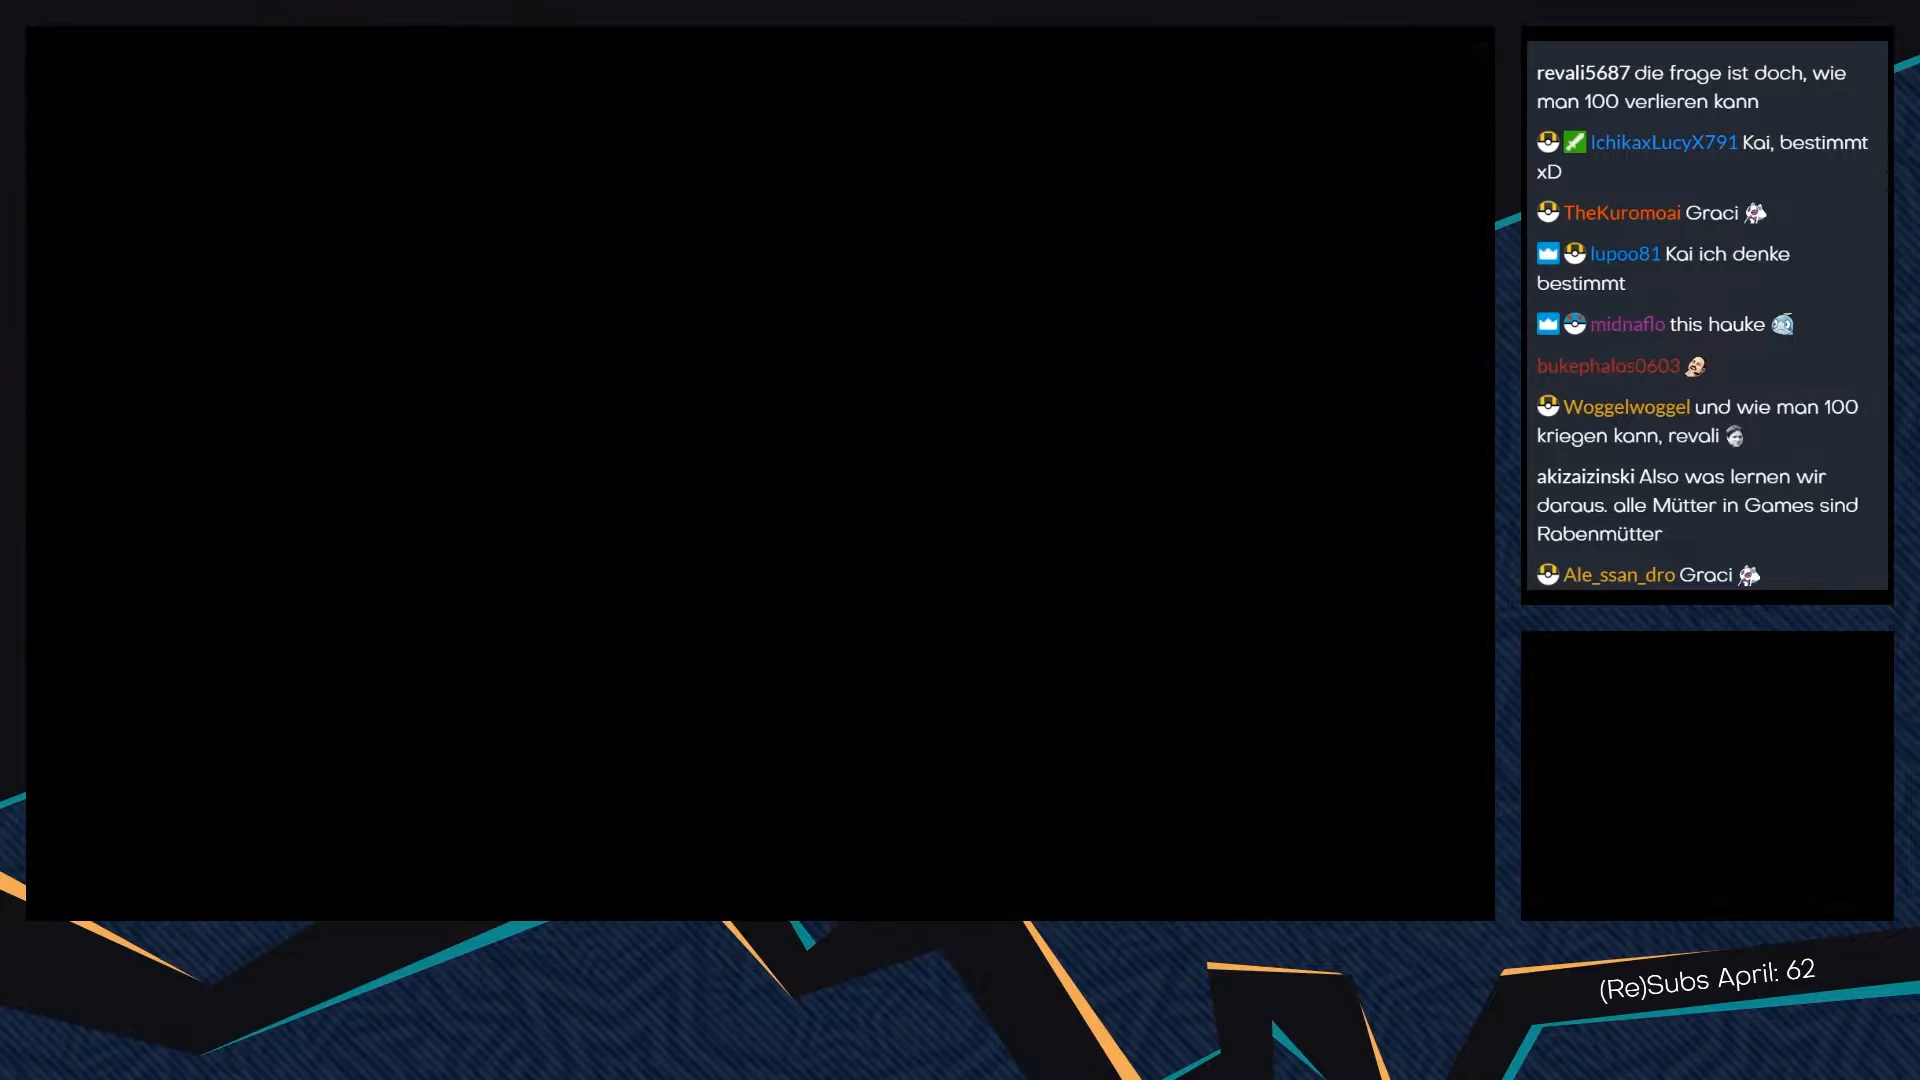 revali5687 die frage ist doch, wie
man 100 verlieren kann
IchikaxLucyX791 Kai, bestimmt
xD
TheKuromoai Graci
lupoo81 Kai ich denke
bestimmt
midnaflo this hauke
bukephalos0603
Woggelwoggel und wie man 100
kriegen kann, revali
akizaizinski Also was lernen wir
daraus. alle Mütter in Games sind
Rabenmütter
Ale_ssan_dro Graci
(Re)Subs April: 62